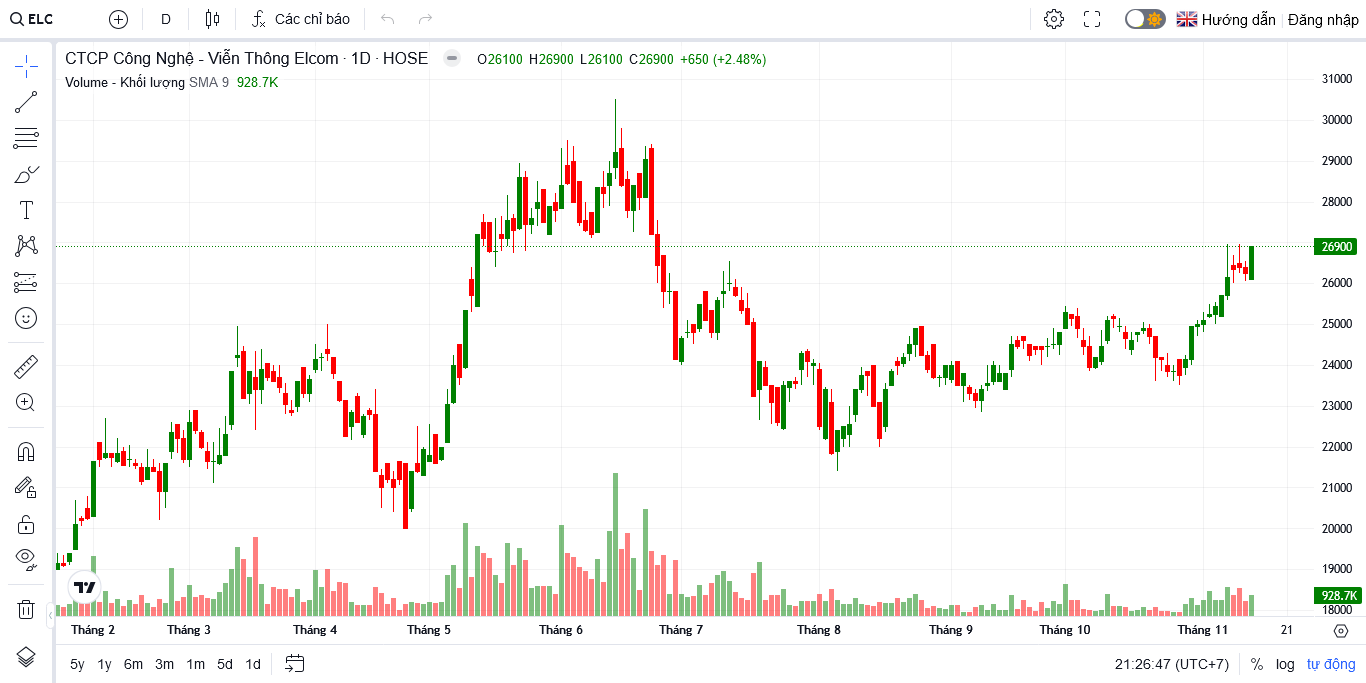 ELC D Các chỉ báo Hướng dẫn Đăng nhập
CTCP Công Nghệ - Viễn Thông Elcom · 1D · HOSE O26100 H26900 L26100 C26900 +650 (+2.48%)
Volume - Khối lượng SMA 9 928.7K
31000
30000
29000
28000
26900
26000
25000
24000
23000
22000
21000
20000
19000
928.7K
18000
Tháng 2 Tháng 3 Tháng 4 Tháng 5 Tháng 6 Tháng 7 Tháng 8 Tháng 9 Tháng 10 Tháng 11 21
5y 1y 6m 3m 1m 5d 1d 21:26:47 (UTC+7) % log tự động